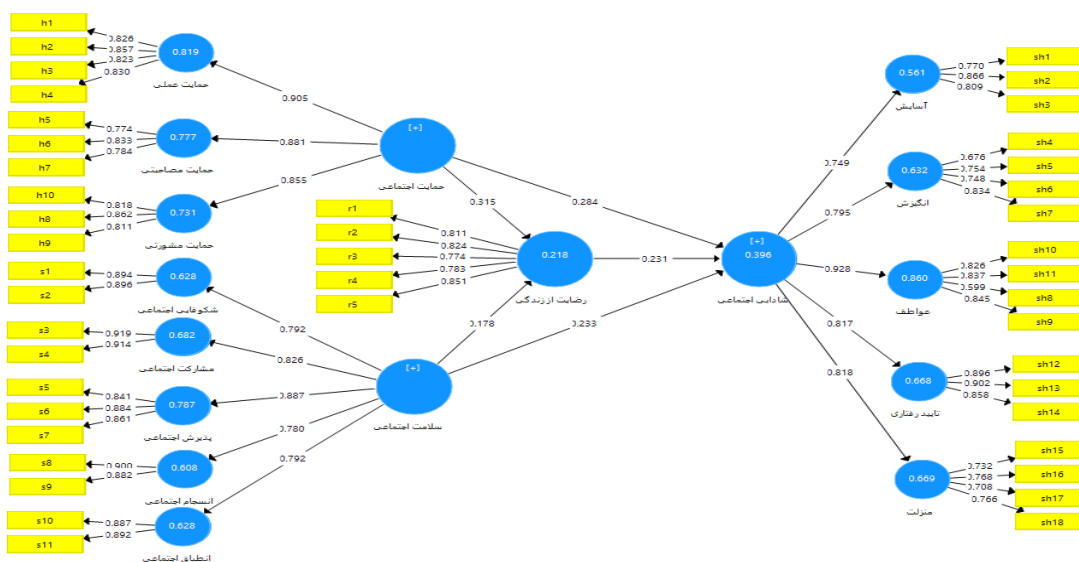 h1
h2
h3
h4
0.826
0.857
0.823
0.830
0.819
حمایت عملی
0.905
h5
h6
h7
0.774
0.833
0.784
0.777
حمایت مصاحبتی
0.881
h10
h8
h9
0.818
0.862
0.811
0.731
حمایت مشورتی
0.855
[+]
حمایت اجتماعی
0.315
0.284
s1
s2
0.894
0.896
0.628
شکوفایی اجتماعی
0.792
s3
s4
0.919
0.914
0.682
مشارکت اجتماعی
0.826
s5
s6
s7
0.841
0.884
0.861
0.787
پذیرش اجتماعی
0.887
s8
s9
0.900
0.882
0.608
انسجام اجتماعی
0.780
s10
s11
0.887
0.892
0.628
انطباق اجتماعی
0.792
[+]
سلامت اجتماعی
0.178
0.233
r1
r2
r3
r4
r5
0.811
0.824
0.774
0.783
0.851
0.218
رضایت از زندگی
0.231
[+]
0.396
شادابی اجتماعی
0.749
0.561
آسایش
0.770
0.866
0.809
sh1
sh2
sh3
0.795
0.632
انگیزش
0.676
0.754
0.748
0.834
sh4
sh5
sh6
sh7
0.928
0.860
عواطف
0.826
0.837
0.599
0.845
sh10
sh11
sh8
sh9
0.817
0.668
تایید رفتاری
0.896
0.902
0.858
sh12
sh13
sh14
0.818
0.669
منزلت
0.732
0.768
0.708
0.766
sh15
sh16
sh17
sh18